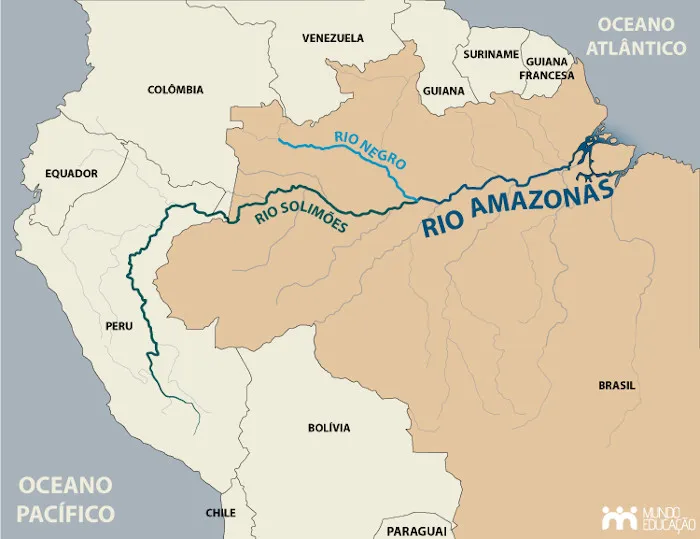 OCEANO
ATLÂNTICO
VENEZUELA
SURINAME
GUIANA
FRANCESA
GUIANA
COLÔMBIA
RIO NEGRO
EQUADOR
RIO SOLIMÕES
RIO AMAZONAS
PERU
BRASIL
BOLÍVIA
OCEANO
PACÍFICO
CHILE
PARAGUAI
MUNDO
EDUCAÇÃO